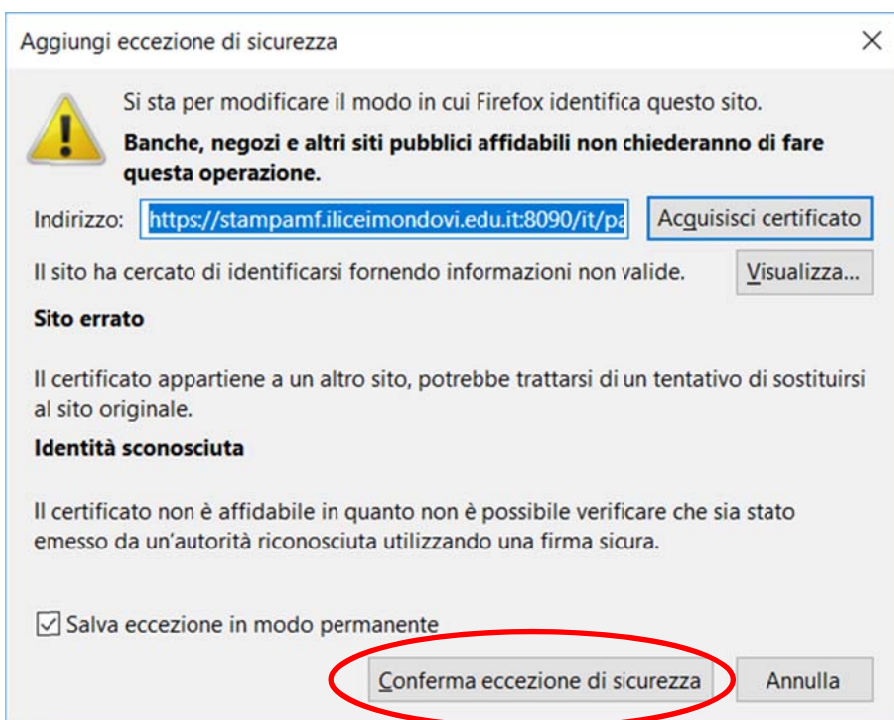 Aggiungi eccezione di sicurezza
Si sta per modificare il modo in cui Firefox identifica questo sito.
Banche, negozi e altri siti pubblici affidabili non chiederanno di fare
questa operazione.
Indirizzo: https://stampamf.iliceimondovi.edu.it:8090/it/pa Acquisisci certificato
Il sito ha cercato di identificarsi fornendo informazioni non valide. Visualizza...
Sito errato
Il certificato appartiene a un altro sito, potrebbe trattarsi di un tentativo di sostituirsi
al sito originale.
Identità sconosciuta
Il certificato non è affidabile in quanto non è possibile verificare che sia stato
emesso da un'autorità riconosciuta utilizzando una firma sicura.
Salva eccezione in modo permanente
Conferma eccezione di sicurezza Annulla